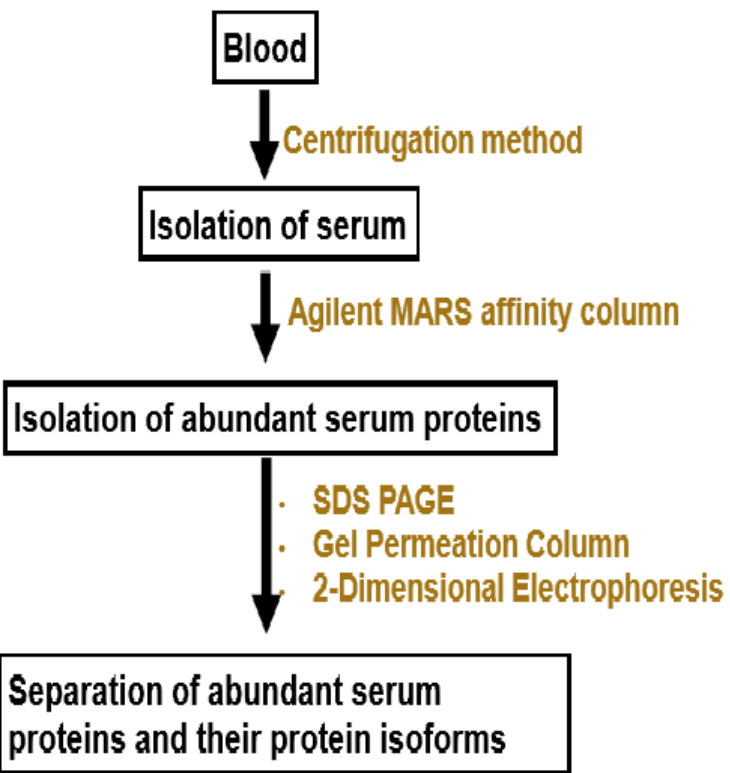 Blood
Centrifugation method
Isolation of serum
Agilent MARS affinity column
Isolation of abundant serum proteins
· SDS PAGE
· Gel Permeation Column
· 2-Dimensional Electrophoresis
Separation of abundant serum
proteins and their protein isoforms